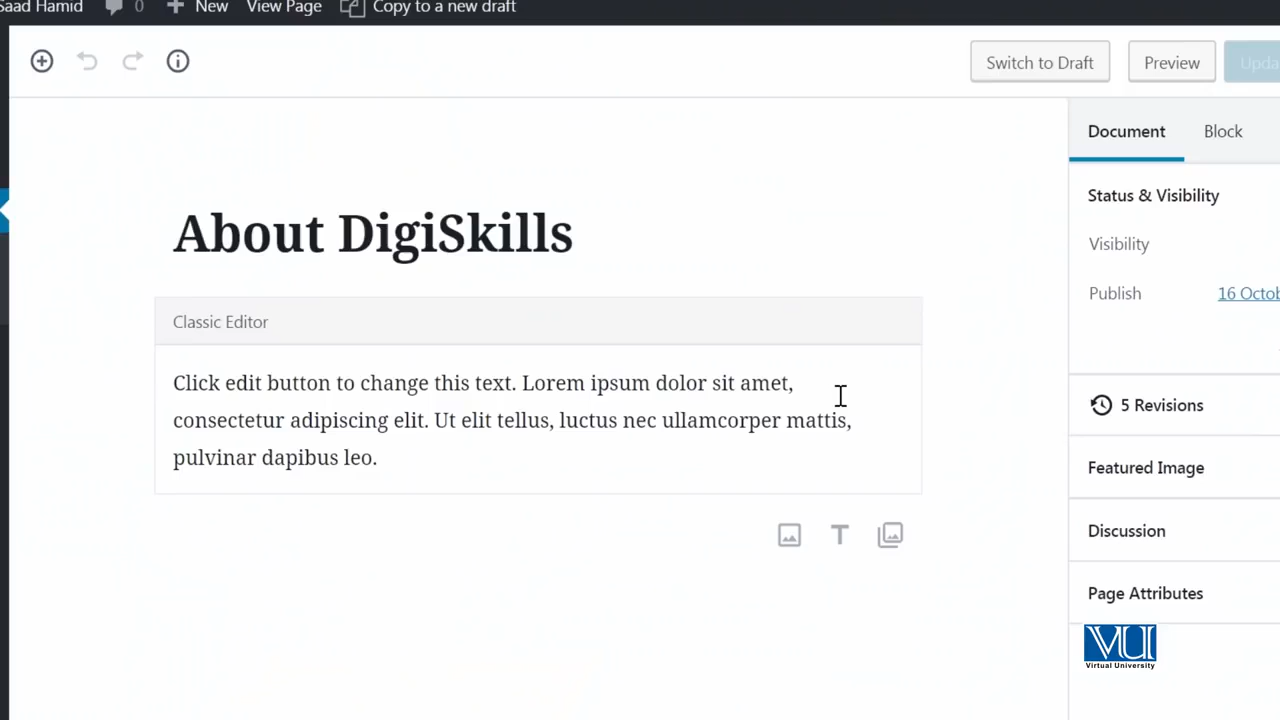 Saad Hamid 0 New View Page Copy to a new draft
Switch to Draft Preview
Document Block
About DigiSkills
Status & Visibility
Visibility
Publish
Classic Editor
Click edit button to change this text. Lorem ipsum dolor sit amet,
consectetur adipiscing elit. Ut elit tellus, luctus nec ullamcorper mattis,
pulvinar dapibus leo.
5 Revisions
Featured Image
T
Discussion
Page Attributes
VU
Virtual University